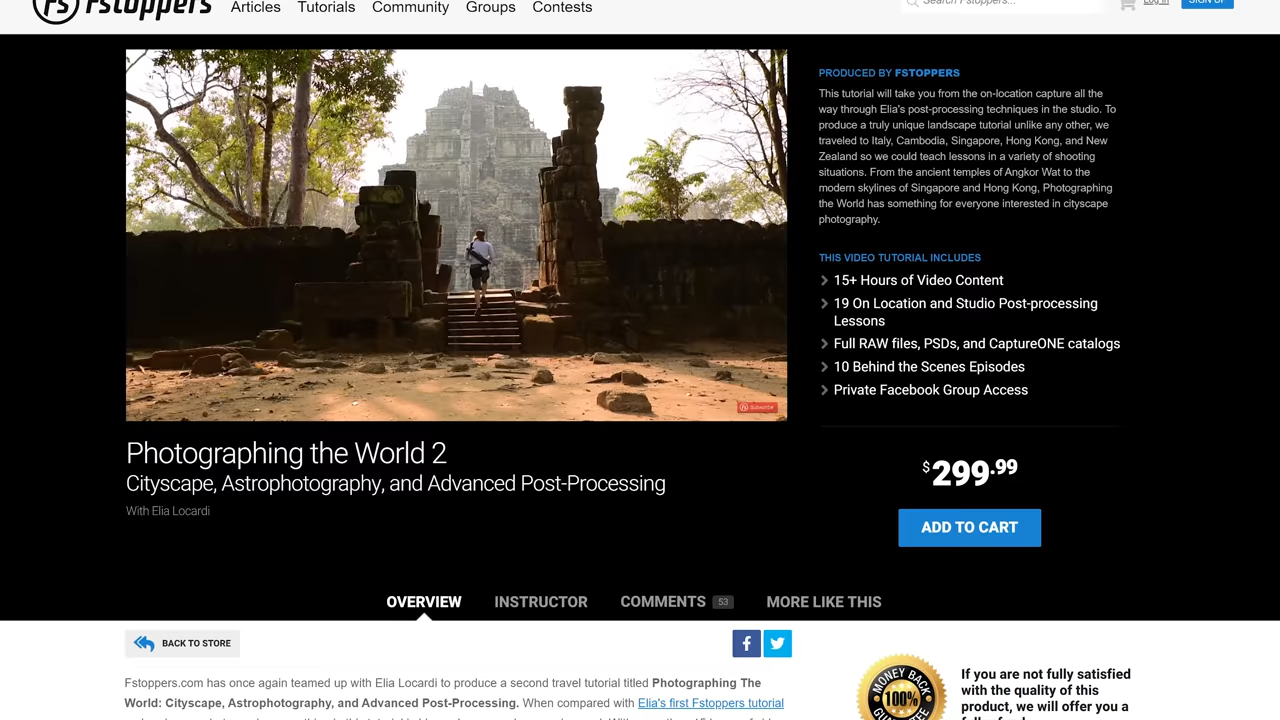 Fstoppers
Articles Tutorials Community Groups Contests
Search Fstoppers...
Log In
SIGN UP
PRODUCED BY FSTOPPERS
This tutorial will take you from the on-location capture all the
way through Elia's post-processing techniques in the studio. To
produce a truly unique landscape tutorial unlike any other, we
traveled to Italy, Cambodia, Singapore, Hong Kong, and New
Zealand so we could teach lessons in a variety of shooting
situations. From the ancient temples of Angkor Wat to the
modern skylines of Singapore and Hong Kong, Photographing
the World has something for everyone interested in cityscape
photography.
THIS VIDEO TUTORIAL INCLUDES
15+ Hours of Video Content
19 On Location and Studio Post-processing
Lessons
Full RAW files, PSDs, and CaptureONE catalogs
10 Behind the Scenes Episodes
Private Facebook Group Access
Subscribe
Photographing the World 2
Cityscape, Astrophotography, and Advanced Post-Processing
With Elia Locardi
$299.99
ADD TO CART
OVERVIEW INSTRUCTOR COMMENTS 53 MORE LIKE THIS
BACK TO STORE
Fstoppers.com has once again teamed up with Elia Locardi to produce a second travel tutorial titled Photographing The
World: Cityscape, Astrophotography, and Advanced Post-Processing. When compared with Elia's first Fstoppers tutorial
MONEY BACK
100%
If you are not fully satisfied
with the quality of this
product, we will offer you a